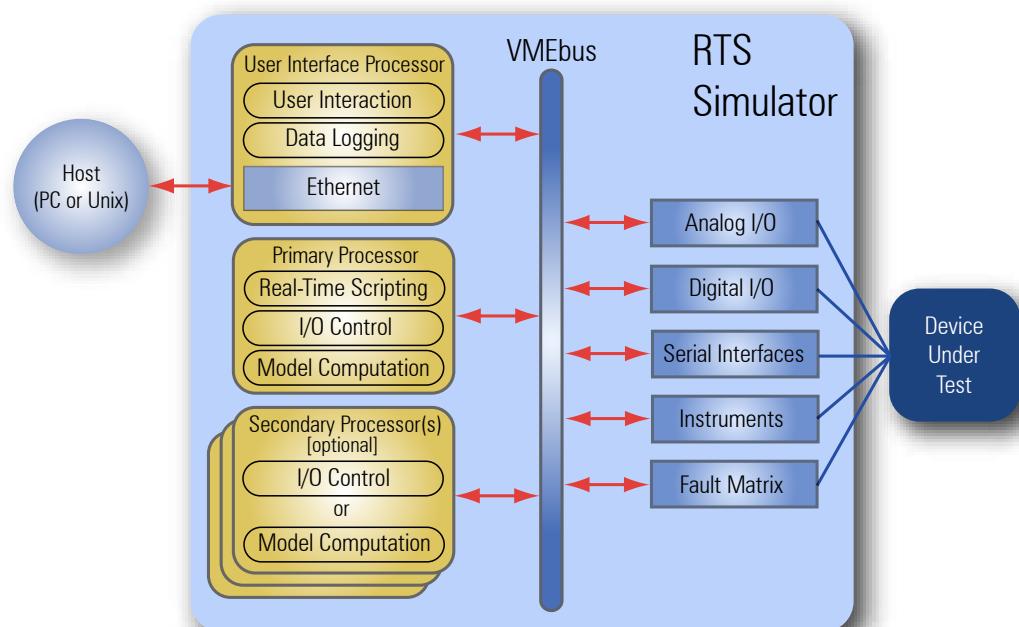 RTS
Simulator
VMEbus
User Interface Processor
User Interaction
Data Logging
Ethernet
Host
(PC or Unix)
Primary Processor
Real-Time Scripting
I/O Control
Model Computation
Secondary Processor(s)
[optional]
I/O Control
or
Model Computation
Analog I/O
Digital I/O
Serial Interfaces
Instruments
Fault Matrix
Device
Under
Test